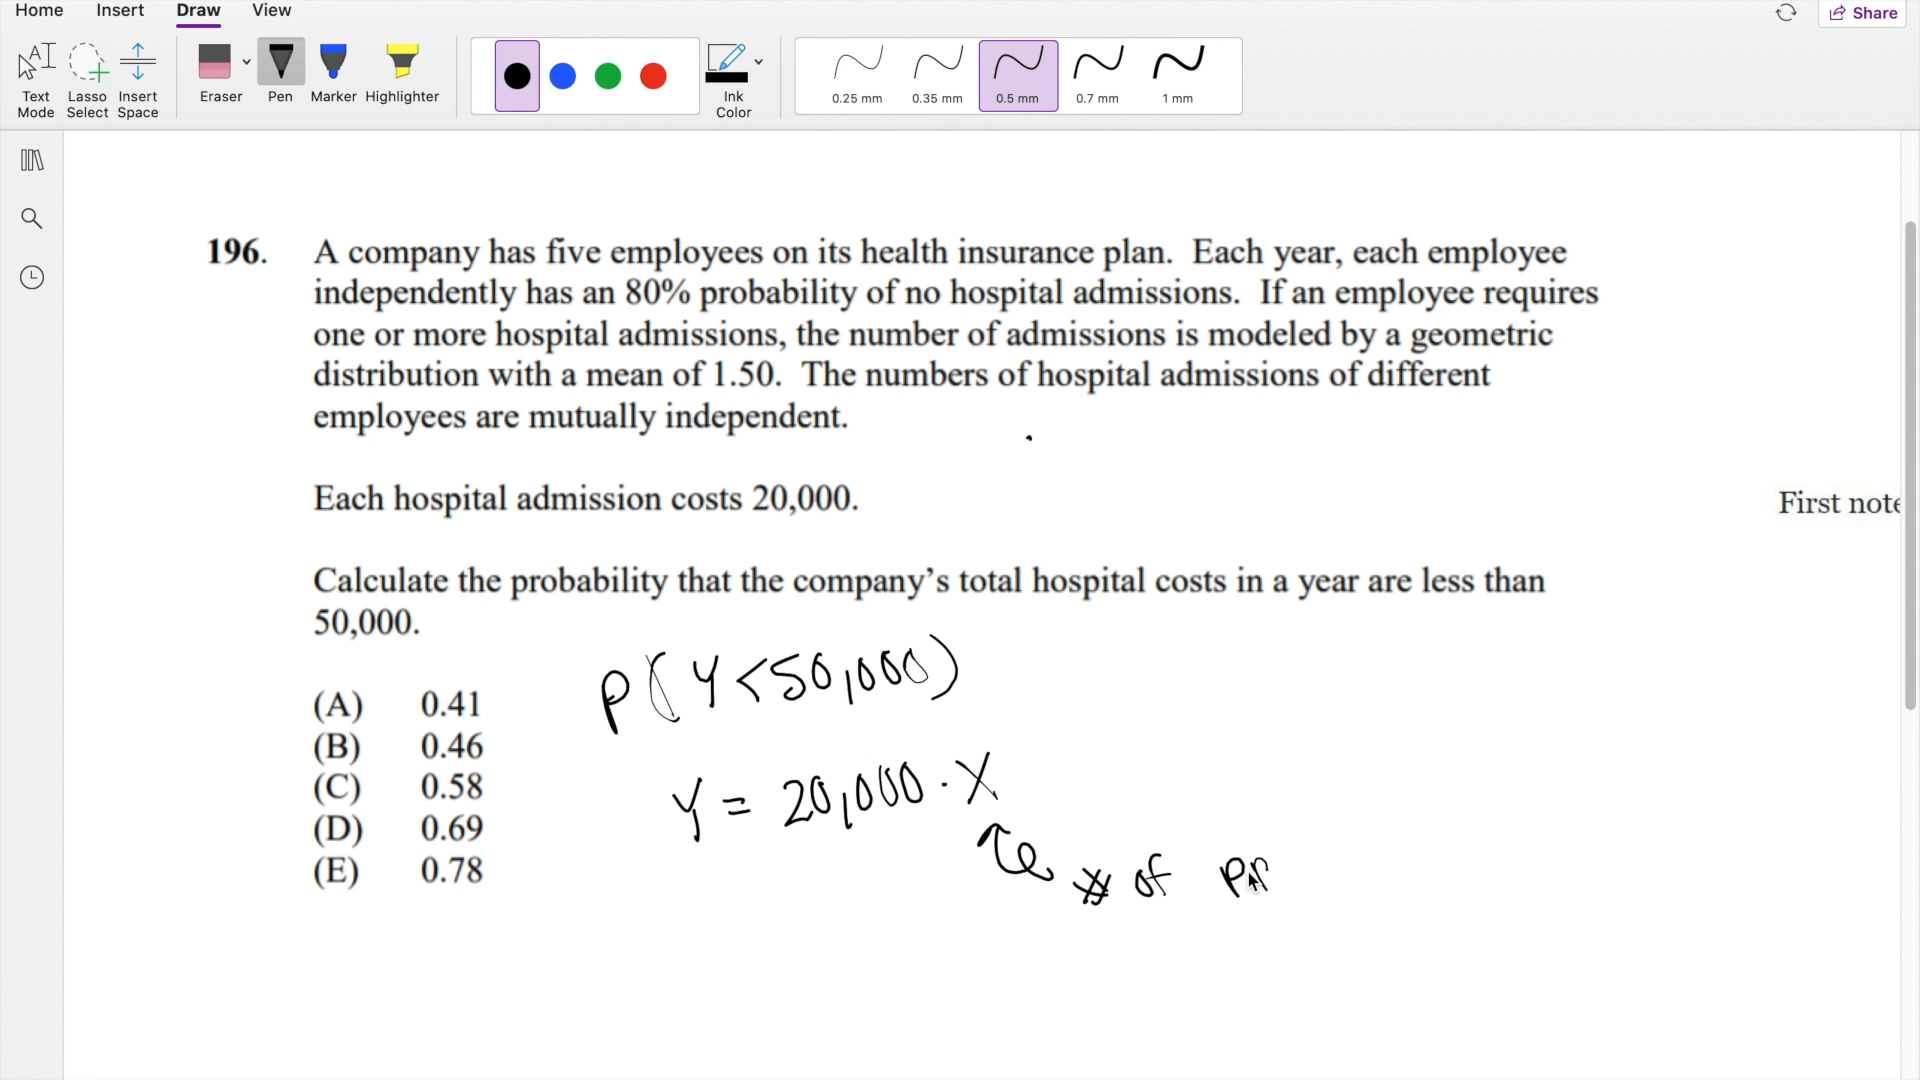 Home Insert Draw View
Share
Text Mode
Lasso Select
Insert Space
Eraser
Pen
Marker
Highlighter
Ink Color
0.25 mm
0.35 mm
0.5 mm
0.7 mm
1 mm
196. A company has five employees on its health insurance plan. Each year, each employee
independently has an 80% probability of no hospital admissions. If an employee requires
one or more hospital admissions, the number of admissions is modeled by a geometric
distribution with a mean of 1.50. The numbers of hospital admissions of different
employees are mutually independent.
Each hospital admission costs 20,000.
First note
Calculate the probability that the company's total hospital costs in a year are less than
50,000.
P(Y<50,000)
(A) 0.41
(B) 0.46
(C) 0.58
(D) 0.69
(E) 0.78
Y = 20,000 · X
# of